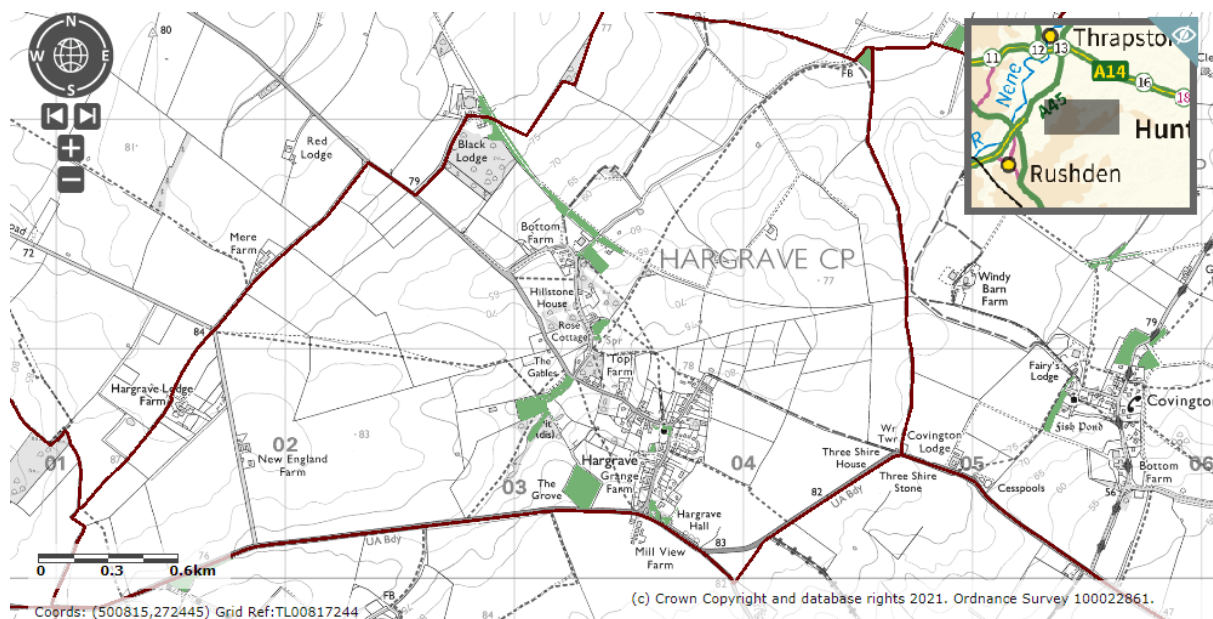 N
W
E
S
80
81
Red
Lodge
79
Black
Lodge
77
FB
Thrapston
11
12
13
A14
16
18
Nene
A45
Hunt
Rushden
72
Mere
Farm
Bottom
Farm
HARGRAVE CP
77
Windy
Barn
Farm
Hillstone
House
Rose
Cottage
Spr
84
The
Gables
Top
Farm
78
79
Fairy's
Lodge
Covington
Fish Pond
Hargrave Lodge
Farm
87
83
01
02
New England
Farm
03
The
Grove
Hargrave
Grange
Farm
04
Wr
Twr
Three Shire
House
Covington
Lodge
Three Shire
Stone
05
Cesspools
56
Bottom
Farm
06
82
UA Bdy
Hargrave
Hall
Mill View
Farm
83
82
UA Bdy
76
FB
0 0.3 0.6km
Coords: (500815,272445) Grid Ref:TL00817244
(c) Crown Copyright and database rights 2021. Ordnance Survey 100022861.